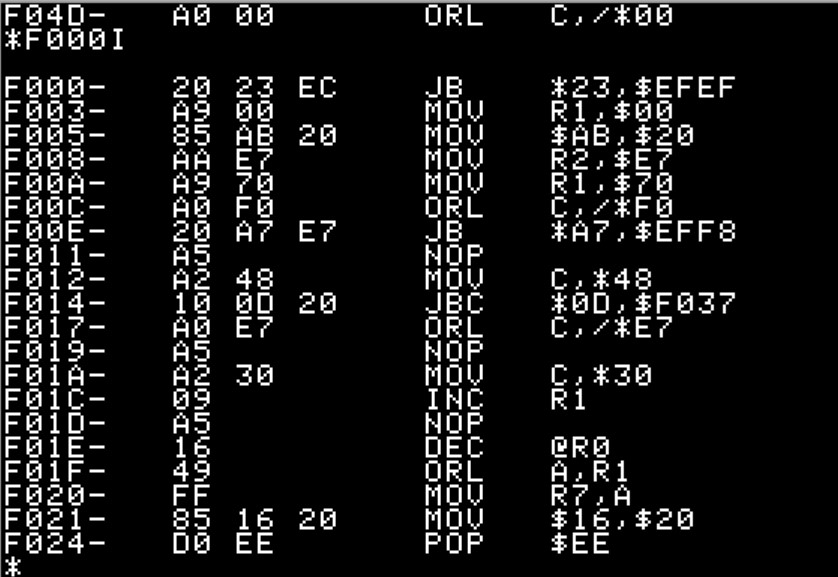 F04D-   A0 00       ORL   C,/*00
*F000I
F000-   20 23 EC    JB    *23,$EFEF
F003-   A9 00       MOV   R1,$00
F005-   85 AB 20    MOV   $AB,$20
F008-   AA E7       MOV   R2,$E7
F00A-   A9 70       MOV   R1,$70
F00C-   A0 F0       ORL   C,/*F0
F00E-   20 A7 E7    JB    *A7,$EFF8
F011-   A5          NOP
F012-   A2 48       MOV   C,*48
F014-   10 0D 20    JBC   *0D,$F037
F017-   A0 E7       ORL   C,/*E7
F019-   A5          NOP
F01A-   A2 30       MOV   C,*30
F01C-   09          INC   R1
F01D-   A5          NOP
F01E-   16          DEC   @R0
F01F-   49          ORL   A,R1
F020-   FF          MOV   R7,A
F021-   85 16 20    MOV   $16,$20
F024-   D0 EE       POP   $EE
*